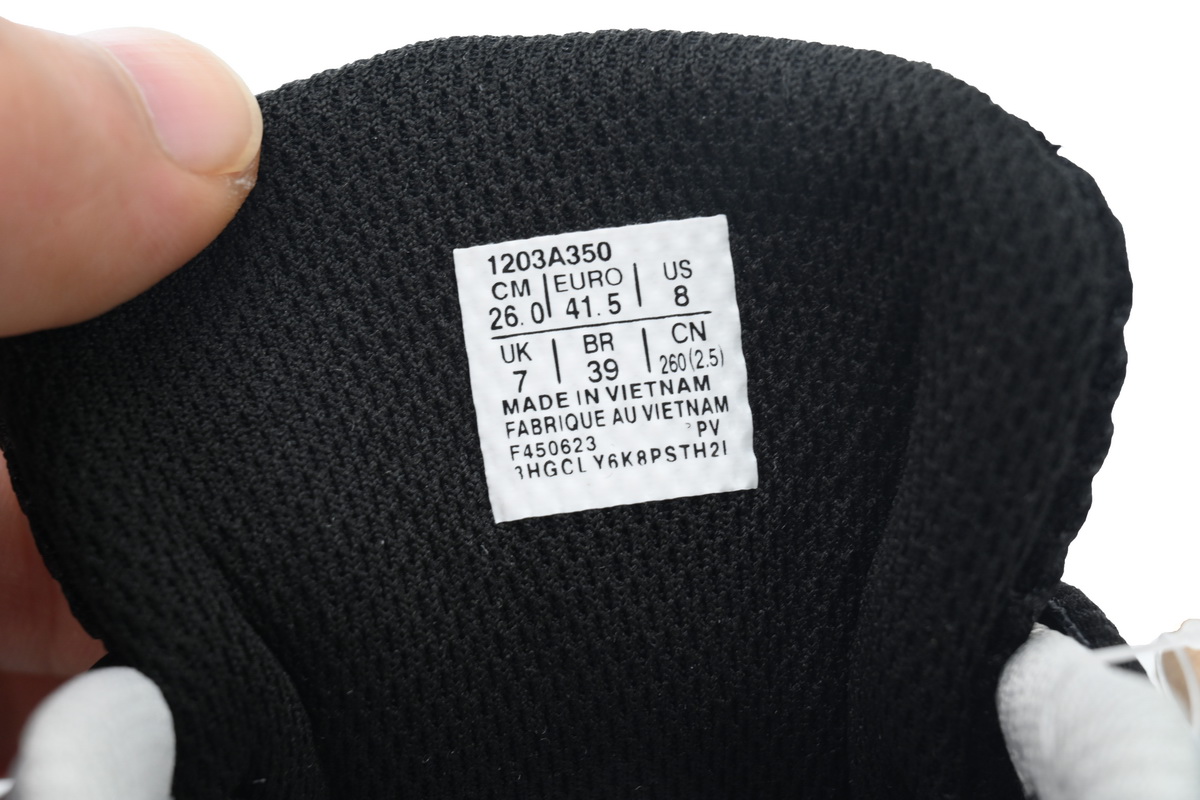 1203A350
CM | EURO | US
26.0 | 41.5 | 8
UK | BR | CN
7 | 39 | 260(2.5)
MADE IN VIETNAM
FABRIQUE AU VIETNAM
F450623 PV